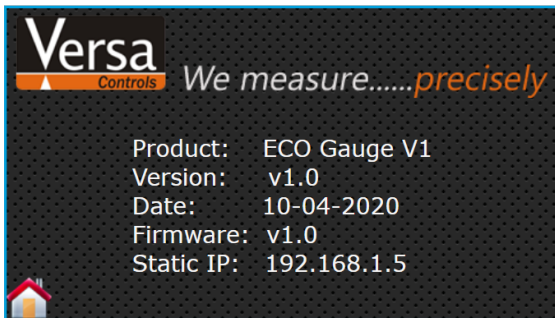 Versa
Controls
We measure......precisely
Product: ECO Gauge V1
Version: v1.0
Date: 10-04-2020
Firmware: v1.0
Static IP: 192.168.1.5